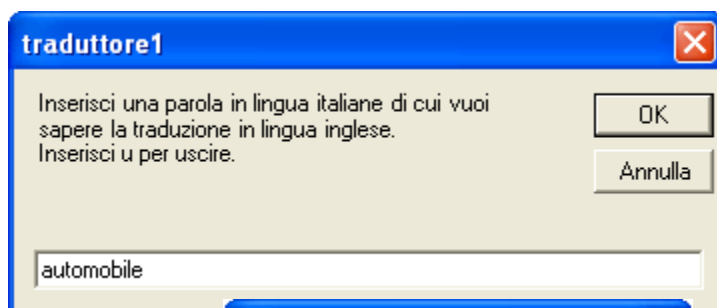 traduttore1
Inserisci una parola in lingua italiane di cui vuoi
sapere la traduzione in lingua inglese.
Inserisci u per uscire.
OK
Annulla
automobile